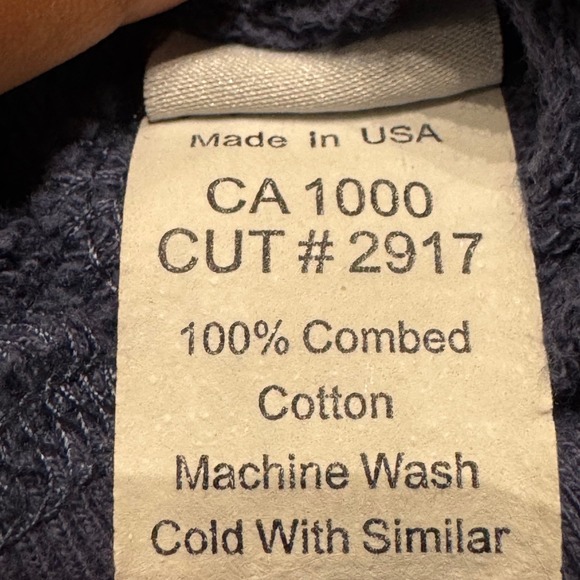 Made in USA
CA 1000
CUT # 2917
100% Combed
Cotton
Machine Wash
Cold With Similar